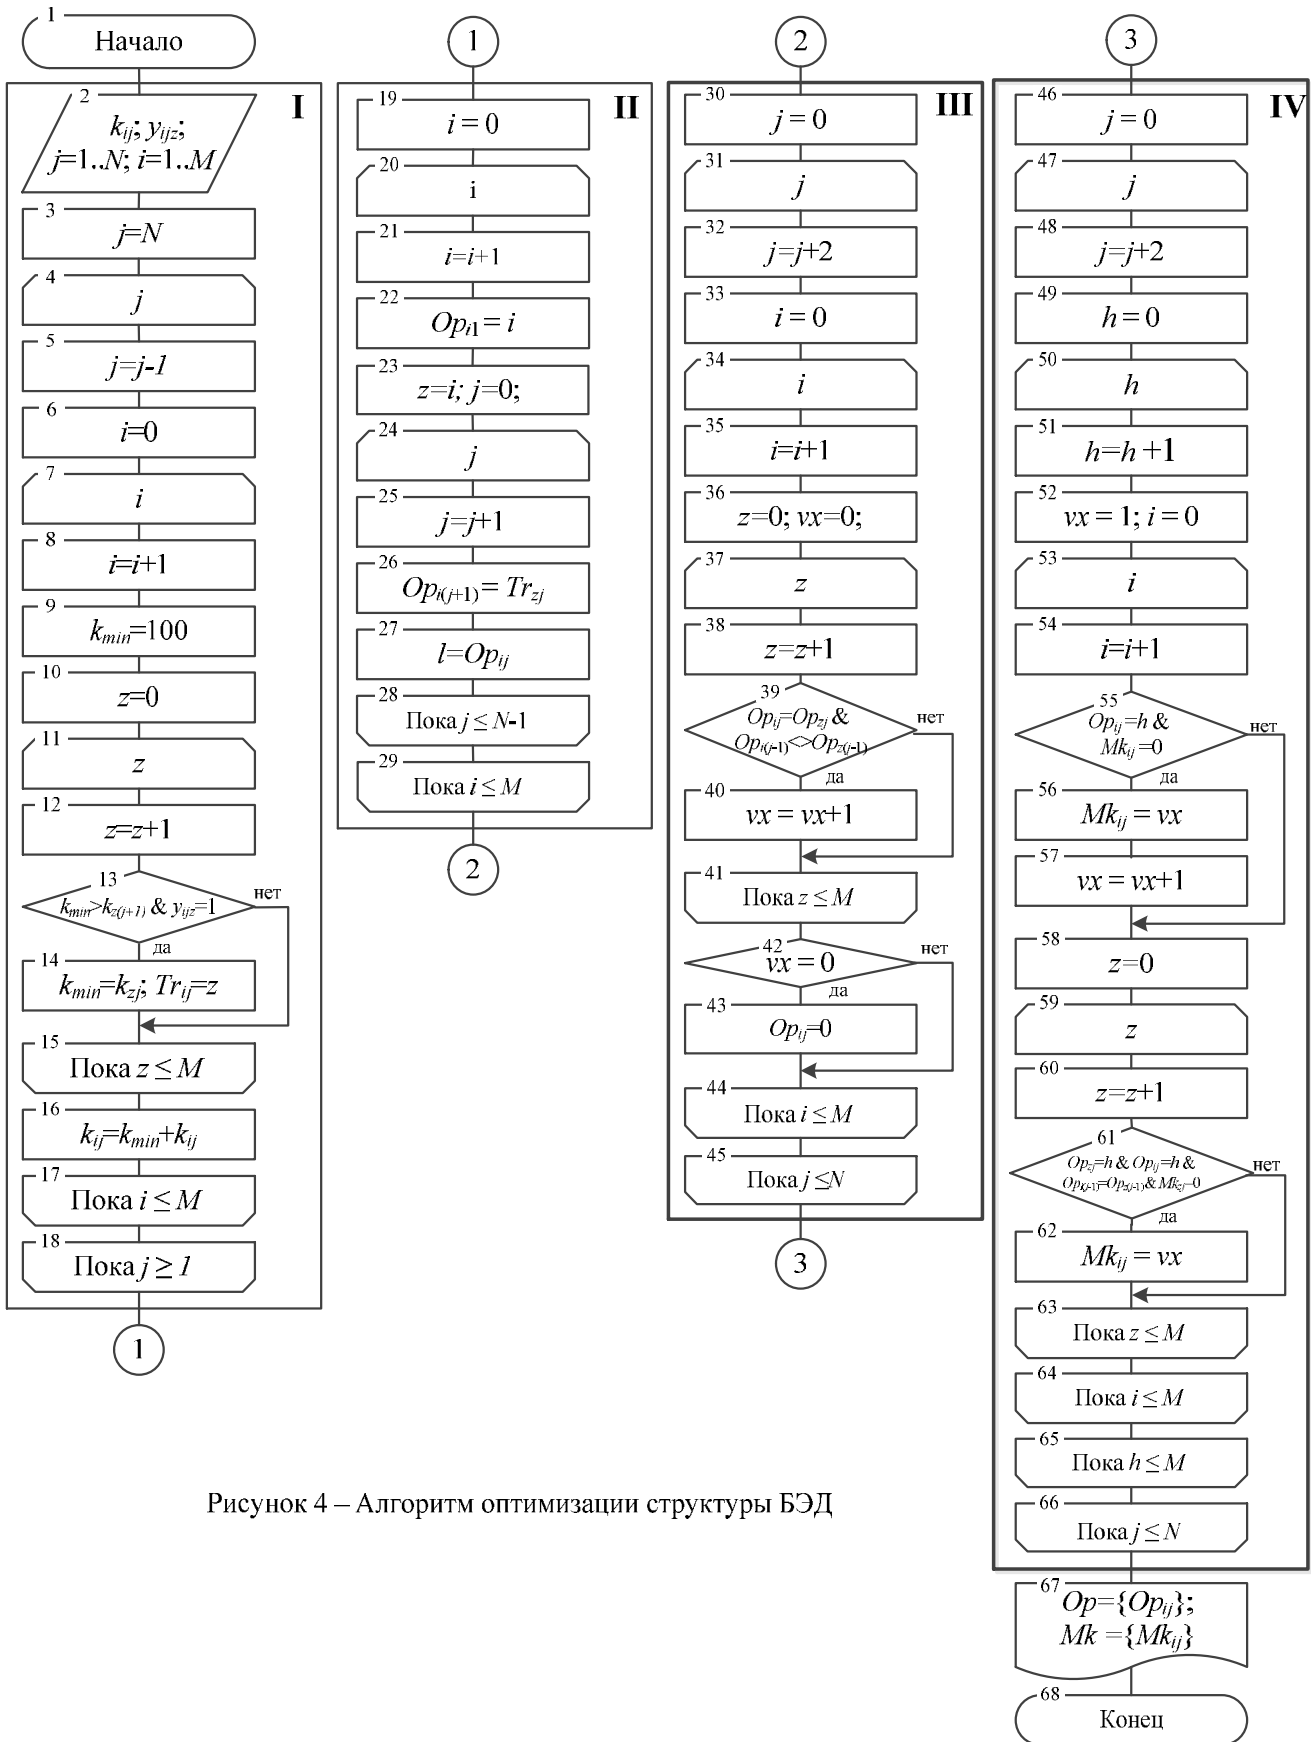 1
Начало
I
2
k_ij; y_ijz;
j=1..N; i=1..M
3
j=N
4
j
5
j=j-1
6
i=0
7
i
8
i=i+1
9
k_min=100
10
z=0
11
z
12
z=z+1
13
k_min>k_z(j+1) & y_ijz=1
нет
да
14
k_min=k_zj; Tr_ij=z
15
Пока z ≤ M
16
k_ij=k_min+k_ij
17
Пока i ≤ M
18
Пока j ≥ 1
1
1
II
19
i = 0
20
i
21
i=i+1
22
Op_i1 = i
23
z=i; j=0;
24
j
25
j=j+1
26
Op_i(j+1) = Tr_zj
27
l=Op_ij
28
Пока j ≤ N-1
29
Пока i ≤ M
2
2
III
30
j = 0
31
j
32
j=j+2
33
i = 0
34
i
35
i=i+1
36
z=0; vx=0;
37
z
38
z=z+1
39
Op_ij=Op_zj &
Op_i(j-1)<>Op_z(j-1)
нет
да
40
vx = vx+1
41
Пока z ≤ M
42
vx = 0
нет
да
43
Op_ij=0
44
Пока i ≤ M
45
Пока j ≤N
3
3
IV
46
j = 0
47
j
48
j=j+2
49
h = 0
50
h
51
h=h +1
52
vx = 1; i = 0
53
i
54
i=i+1
55
Op_ij=h &
Mk_ij=0
нет
да
56
Mk_ij = vx
57
vx = vx+1
58
z=0
59
z
60
z=z+1
61
Op_zj=h & Op_ij=h &
Op_i(j-1)=Op_z(j-1) & Mk_zj=0
нет
да
62
Mk_ij = vx
63
Пока z ≤ M
64
Пока i ≤ M
65
Пока h ≤ M
66
Пока j ≤ N
67
Op={Op_ij};
Mk ={Mk_ij}
68
Конец
Рисунок 4 – Алгоритм оптимизации структуры БЭД